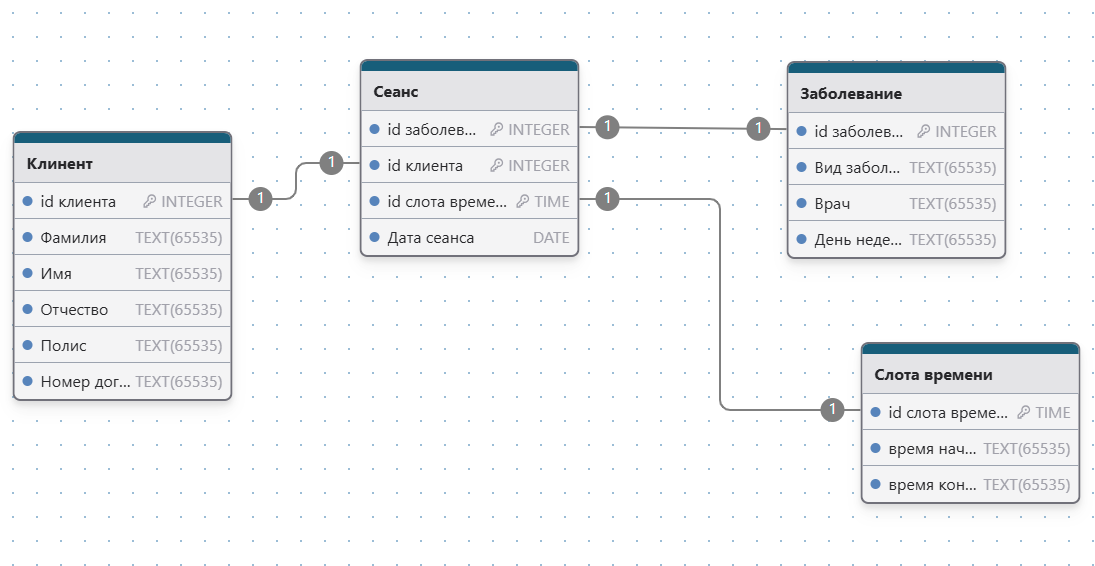 Клинент
id клиента INTEGER
Фамилия TEXT(65535)
Имя TEXT(65535)
Отчество TEXT(65535)
Полис TEXT(65535)
Номер дог... TEXT(65535)
1
1
Сеанс
id заболев... INTEGER
id клиента INTEGER
id слота време... TIME
Дата сеанса DATE
1
1
1
1
Заболевание
id заболев... INTEGER
Вид забол... TEXT(65535)
Врач TEXT(65535)
День неде... TEXT(65535)
Слота времени
id слота време... TIME
время нач... TEXT(65535)
время кон... TEXT(65535)